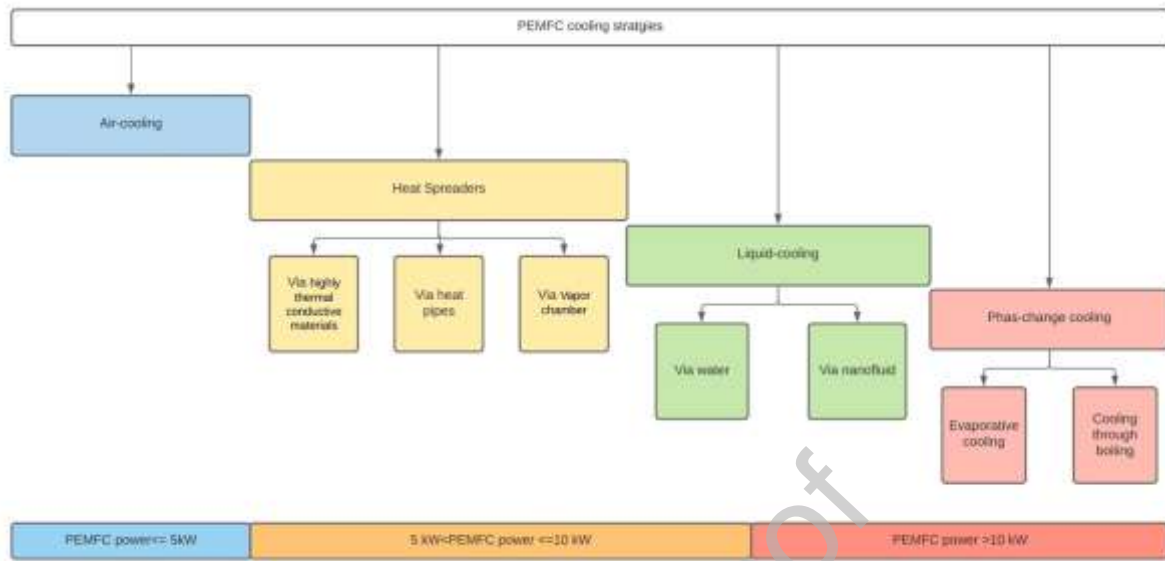 PEMFC cooling stratgies
Air-cooling
Heat Spreaders
Via highly
thermal
conductive
materials
Via heat
pipes
Via Vapor
chamber
Liquid-cooling
Via water
Via nanofluid
Phas-change cooling
Evaporative
cooling
Cooling
through
boiling
of
PEMFC power<= 5kW
5 kW<PEMFC power <=10 kW
PEMFC power >10 kW